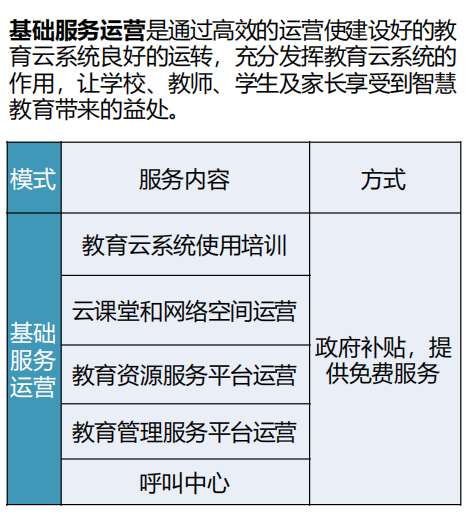 基础服务运营是通过高效的运营使建设好的教
育云系统良好的运转，充分发挥教育云系统的
作用，让学校、教师、学生及家长享受到智慧
教育带来的益处。
模式
服务内容
方式
基础
服务
运营
教育云系统使用培训
云课堂和网络空间运营
教育资源服务平台运营
教育管理服务平台运营
呼叫中心
政府补贴，提
供免费服务